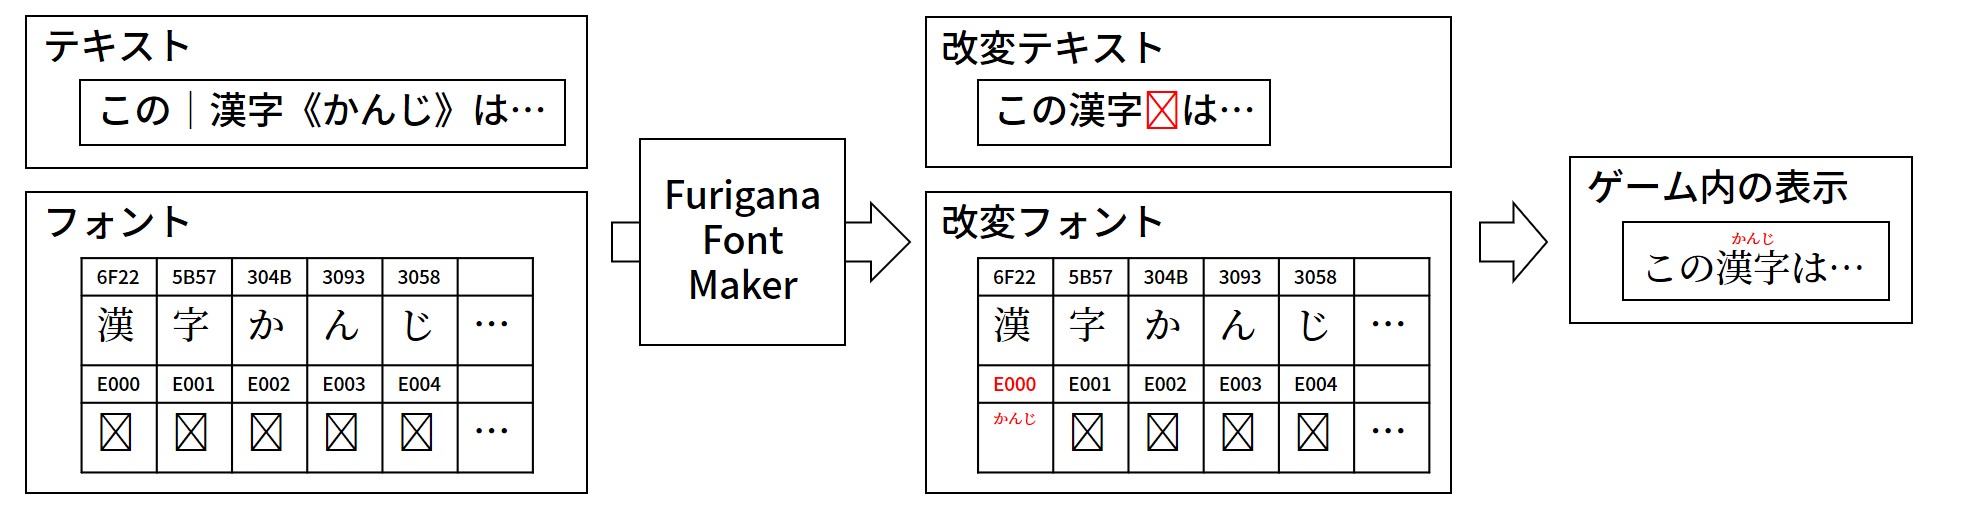 テキスト
この｜漢字《かんじ》は…
フォント
6F22 5B57 304B 3093 3058
漢 字 か ん じ …
E000 E001 E002 E003 E004
…
Furigana
Font
Maker
改変テキスト
この漢字は…
改変フォント
6F22 5B57 304B 3093 3058
漢 字 か ん じ …
E000 E001 E002 E003 E004
かんじ …
ゲーム内の表示
かんじ
この漢字は…